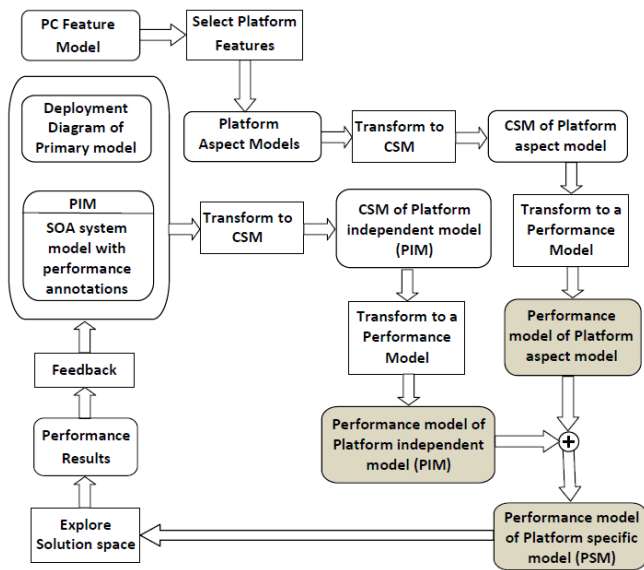 PC Feature
Model
Select Platform
Features
Deployment
Diagram of
Primary model
Platform
Aspect Models
Transform to
CSM
CSM of Platform
aspect model
PIM
SOA system
model with
performance
annotations
Transform to
CSM
CSM of Platform
independent model
(PIM)
Transform to a
Performance
Model
Transform to a
Performance
Model
Performance
model of Platform
aspect model
Feedback
Performance
Results
Performance model of
Platform independent
model (PIM)
+
Explore
Solution space
Performance model
of Platform specific
model (PSM)